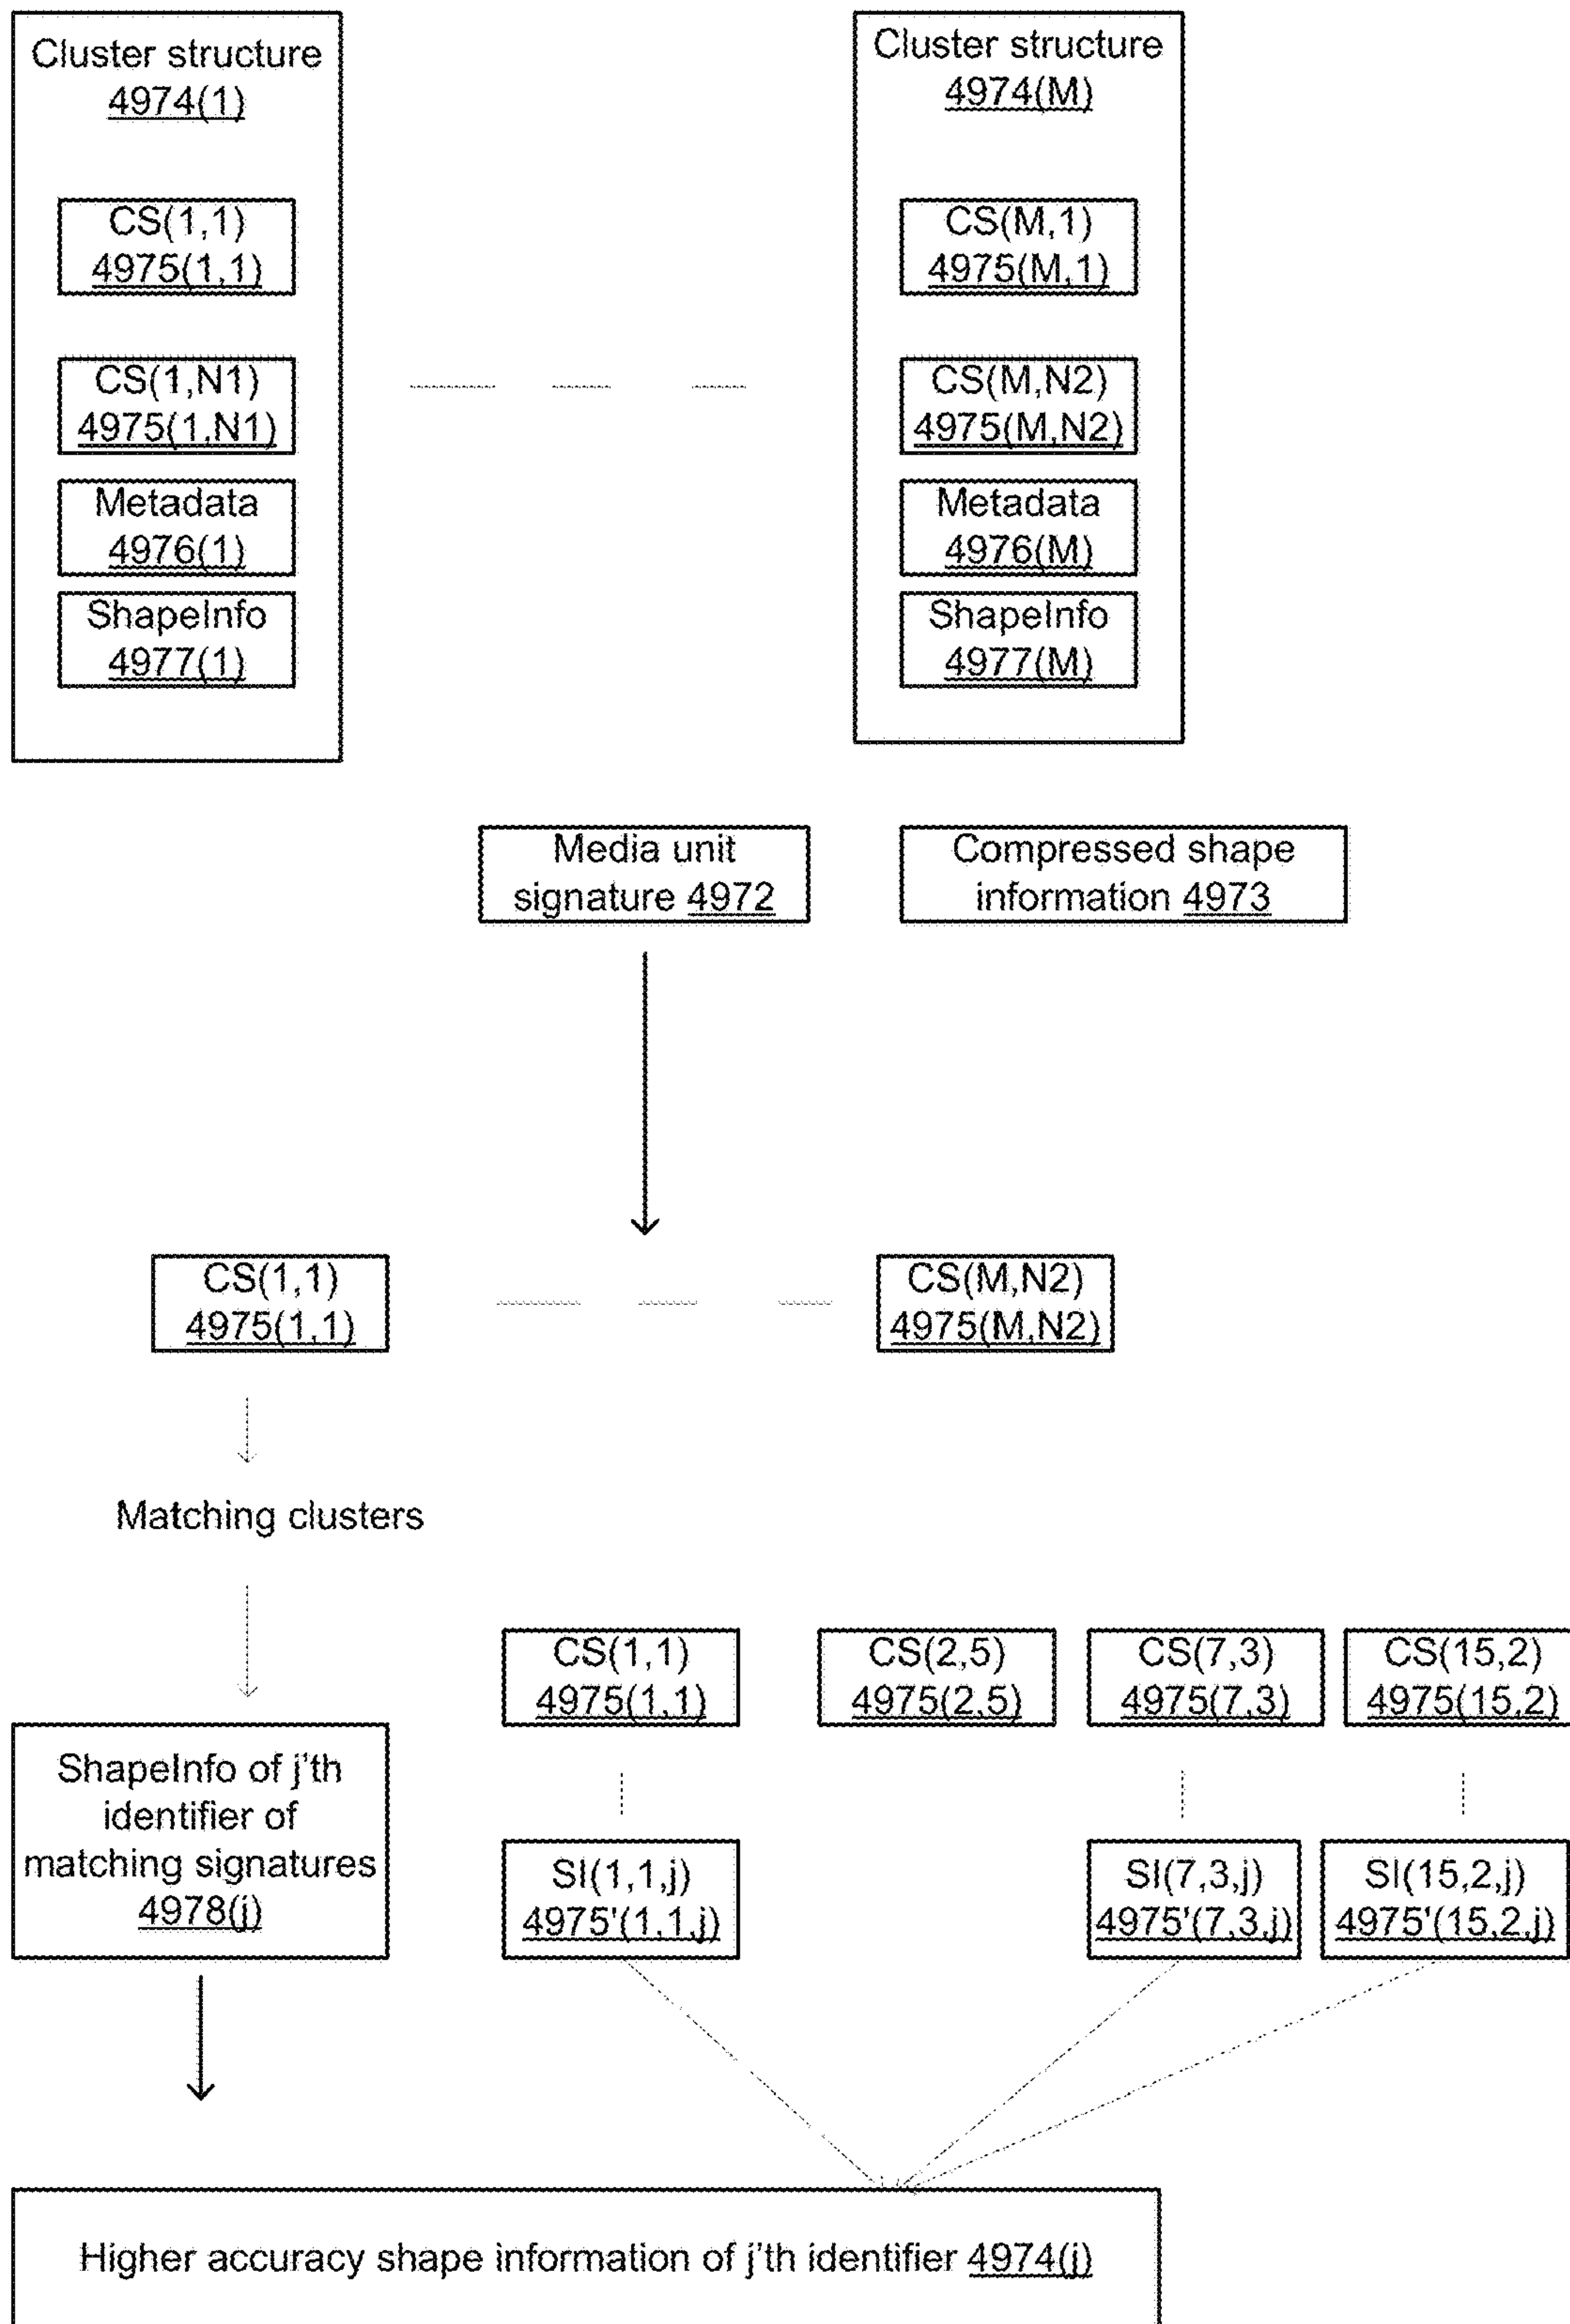 Cluster structure
4974(1)
CS(1,1)
4975(1,1)
CS(1,N1)
4975(1,N1)
Metadata
4976(1)
ShapeInfo
4977(1)
Cluster structure
4974(M)
CS(M,1)
4975(M,1)
CS(M,N2)
4975(M,N2)
Metadata
4976(M)
ShapeInfo
4977(M)
Media unit
signature 4972
Compressed shape
information 4973
CS(1,1)
4975(1,1)
CS(M,N2)
4975(M,N2)
Matching clusters
CS(1,1)
4975(1,1)
CS(2,5)
4975(2,5)
CS(7,3)
4975(7,3)
CS(15,2)
4975(15,2)
ShapeInfo of j'th
identifier of
matching signatures
4978(j)
SI(1,1,j)
4975'(1,1,j)
SI(7,3,j)
4975'(7,3,j)
SI(15,2,j)
4975'(15,2,j)
Higher accuracy shape information of j'th identifier 4974(j)